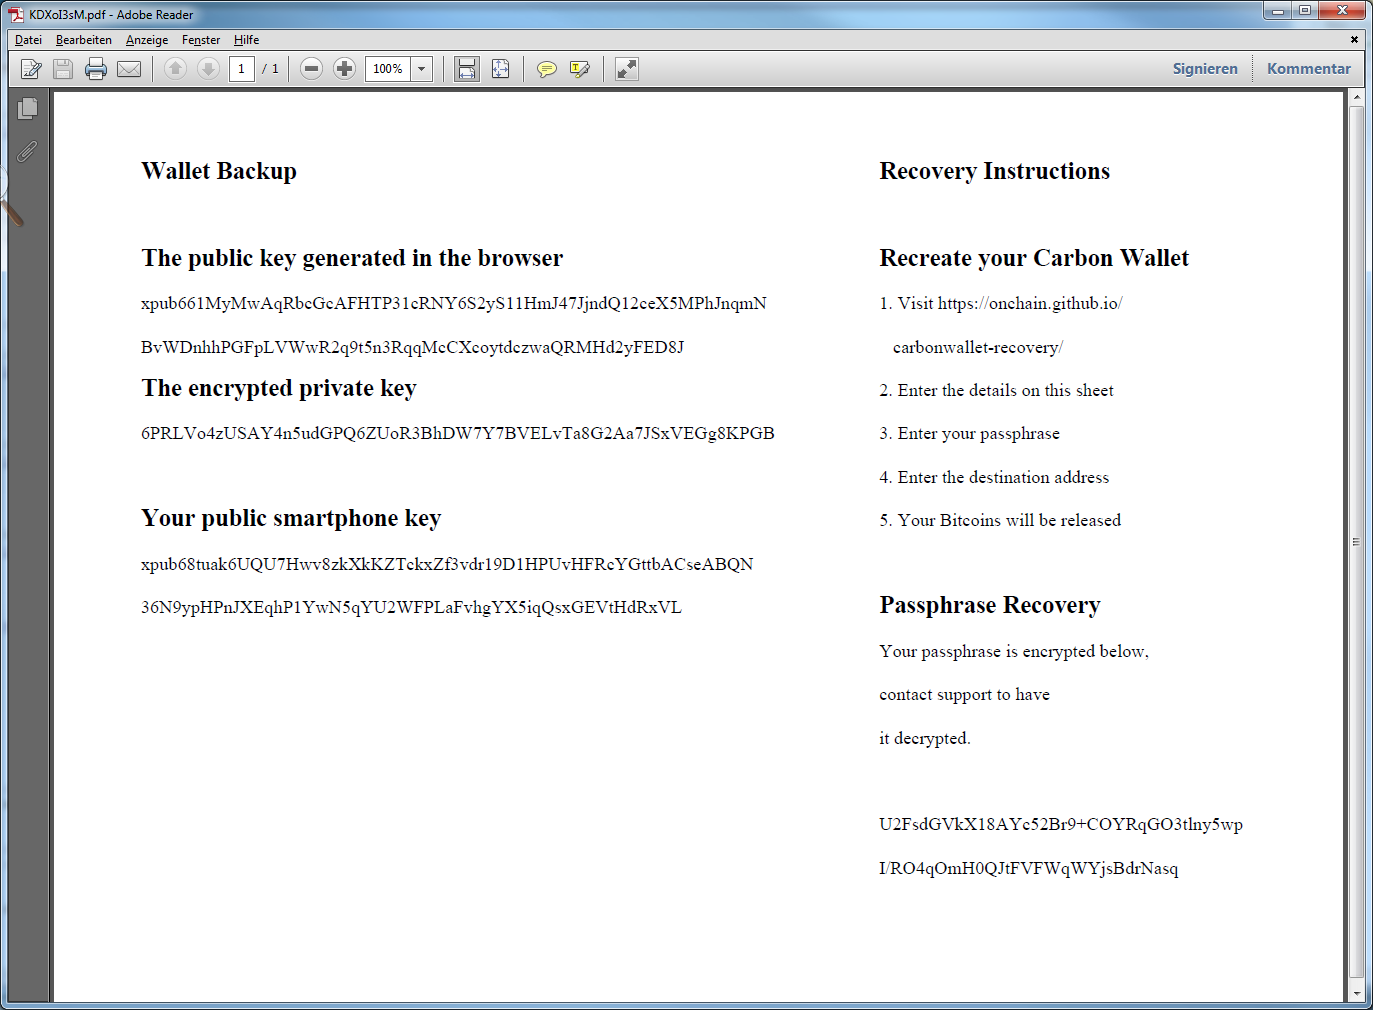 KDXoI3sM.pdf - Adobe Reader
Datei Bearbeiten Anzeige Fenster Hilfe
1 / 1 100% Signieren Kommentar
Wallet Backup
The public key generated in the browser
xpub661MyMwAqRbcGcAFHTP31cRNY6S2yS11HmJ47JjndQ12ceX5MPhJnqmN
BvWDnhhPGFpLVWwR2q9t5n3RqqMcCXcoytdczwaQRMHd2yFED8J
The encrypted private key
6PRLVo4zUSAY4n5udGPQ6ZUoR3BhDW7Y7BVELvTa8G2Aa7JSxVEGg8KPGB
Your public smartphone key
xpub68tuak6UQU7Hwv8zkXkKZTckxZf3vdr19D1HPUvHFRcYGttbACseABQN
36N9ypHPnJXEqhP1YwN5qYU2WFPLaFvhgYX5iqQsxGEVtHdRxVL
Recovery Instructions
Recreate your Carbon Wallet
1. Visit https://onchain.github.io/
carbonwallet-recovery/
2. Enter the details on this sheet
3. Enter your passphrase
4. Enter the destination address
5. Your Bitcoins will be released
Passphrase Recovery
Your passphrase is encrypted below,
contact support to have
it decrypted.
U2FsdGVkX18AYc52Br9+COYRqGO3tlny5wp
I/RO4qOmH0QJtFVFWqWYjsBdrNasq